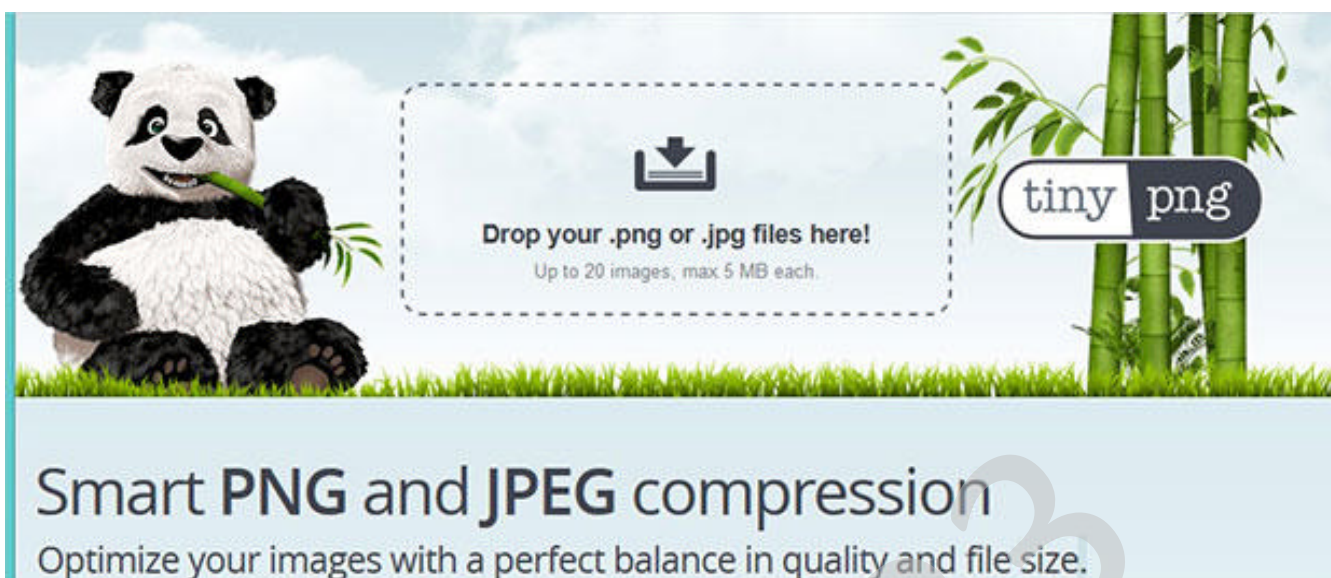 Drop your .png or .jpg files here!
Up to 20 images, max 5 MB each.
tiny png
Smart PNG and JPEG compression
Optimize your images with a perfect balance in quality and file size.
3